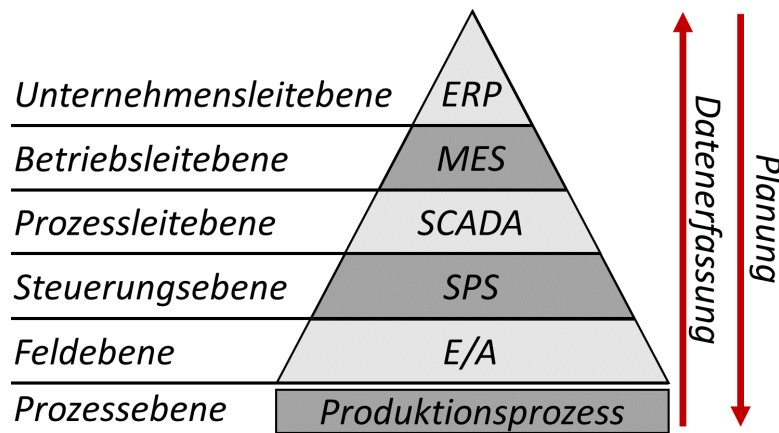 Unternehmensleitebene ERP
Betriebsleitebene MES
Prozessleitebene SCADA
Steuerungsebene SPS
Feldebene E/A
Prozessebene Produktionsprozess
Datenerfassung
Planung